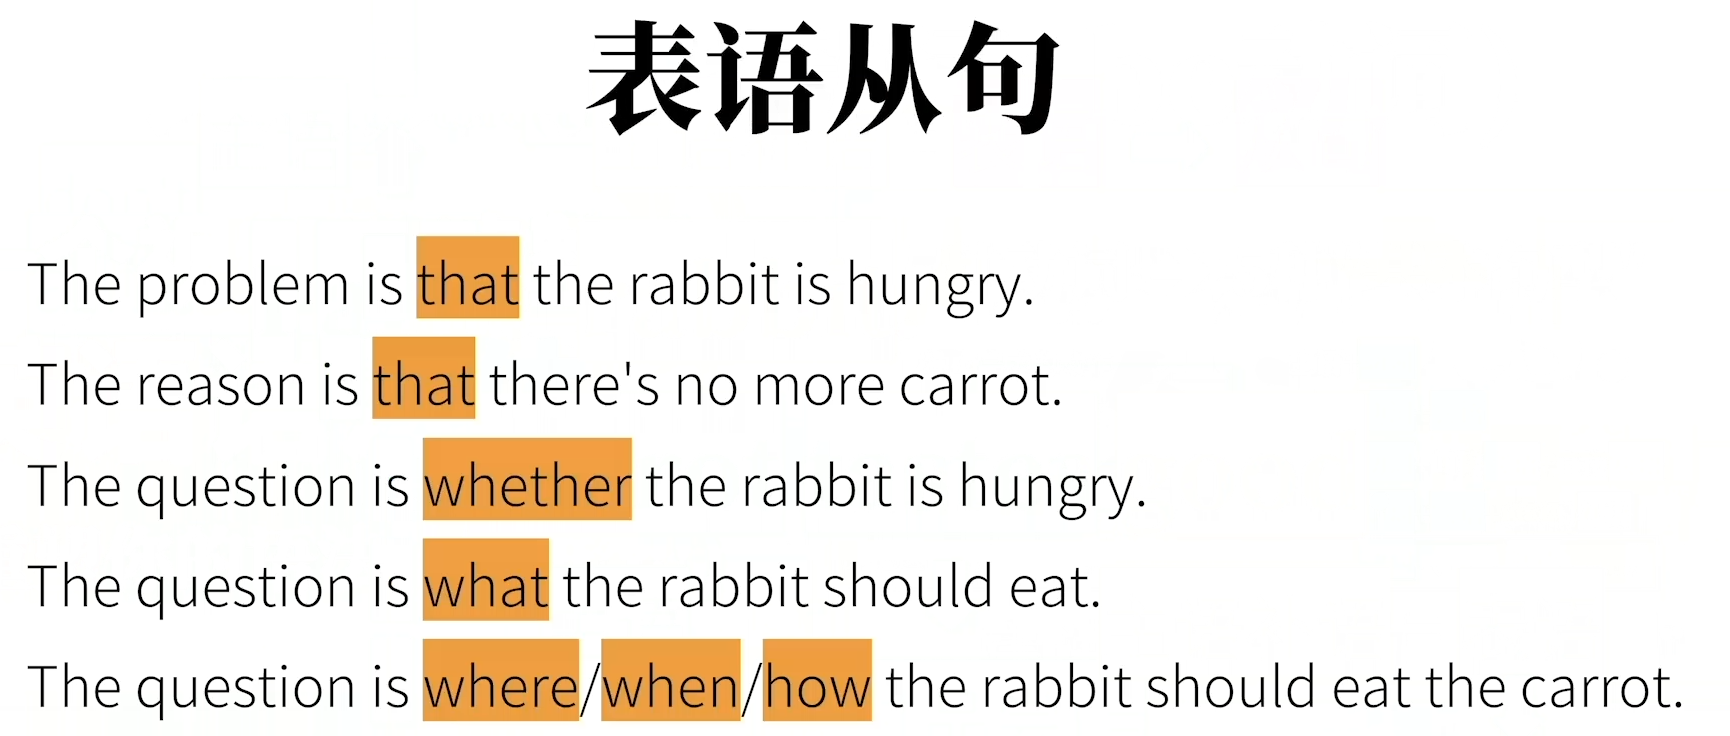 表语从句
The problem is that the rabbit is hungry.
The reason is that there's no more carrot.
The question is whether the rabbit is hungry.
The question is what the rabbit should eat.
The question is where/when/how the rabbit should eat the carrot.